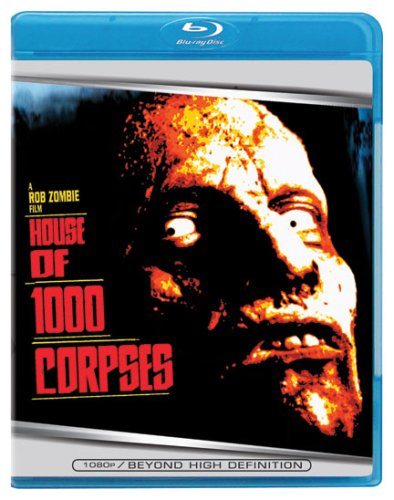 Blu-ray Disc
A
ROB ZOMBIE
FILM
HOUSE
OF
1000
CORPSES
1080P / BEYOND HIGH DEFINITION